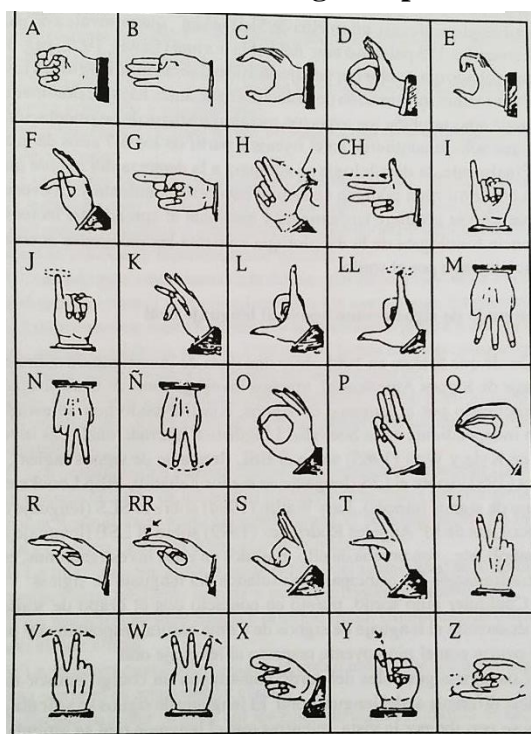 A B C D E
F G H CH I
J K L LL M
N Ñ O P Q
R RR S T U
V W X Y Z